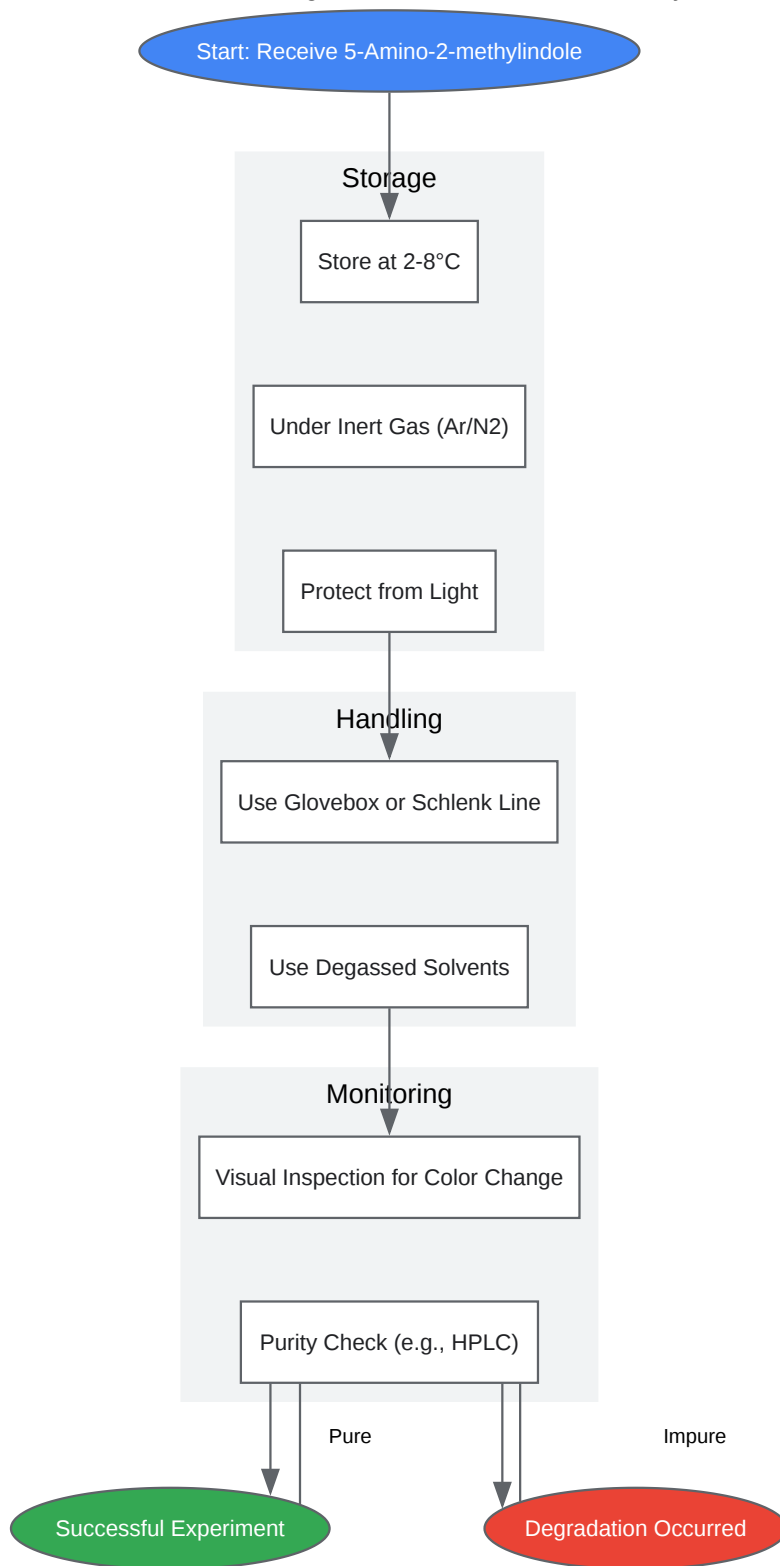 Start: Receive 5-Amino-2-methylindole
Storage
Store at 2-8°C
Under Inert Gas (Ar/N2)
Protect from Light
Handling
Use Glovebox or Schlenk Line
Use Degassed Solvents
Monitoring
Visual Inspection for Color Change
Purity Check (e.g., HPLC)
Pure
Impure
Successful Experiment
Degradation Occurred